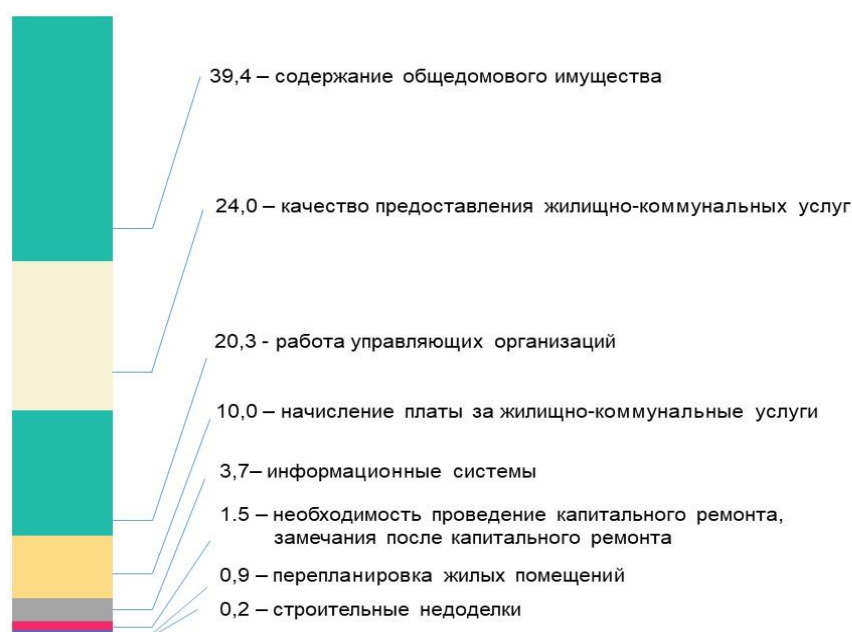 39,4 – содержание общедомового имущества
24,0 – качество предоставления жилищно-коммунальных услуг
20,3 - работа управляющих организаций
10,0 – начисление платы за жилищно-коммунальные услуги
3,7– информационные системы
1.5 – необходимость проведение капитального ремонта,
замечания после капитального ремонта
0,9 – перепланировка жилых помещений
0,2 – строительные недоделки